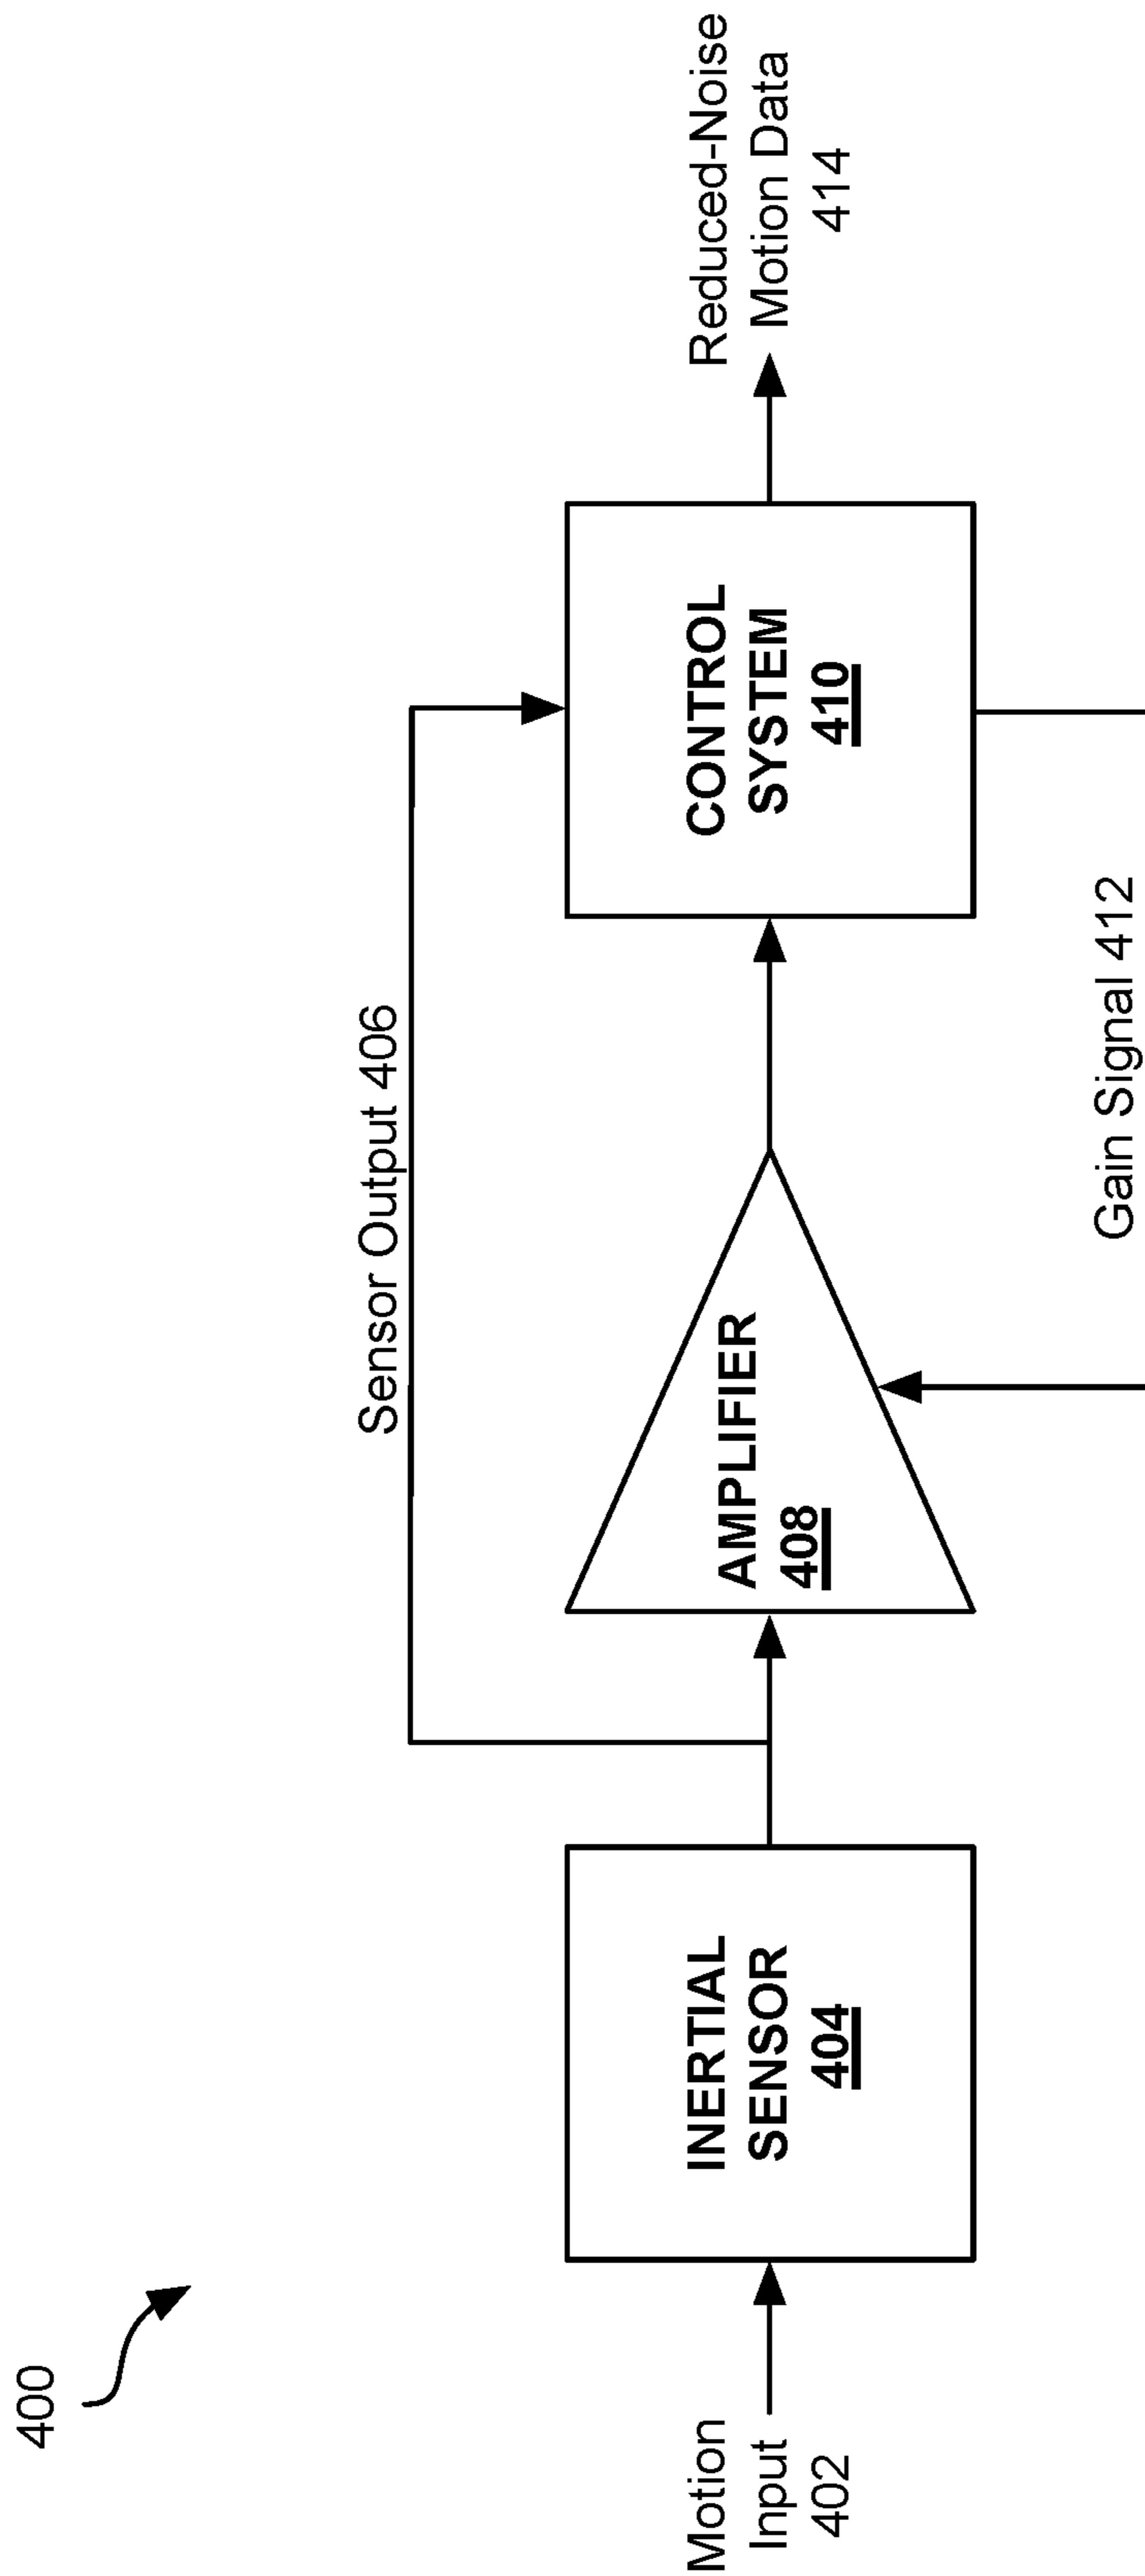 400
Sensor Output 406
Motion
Input
402
INERTIAL
SENSOR
404
AMPLIFIER
408
CONTROL
SYSTEM
410
Reduced-Noise
Motion Data
414
Gain Signal 412